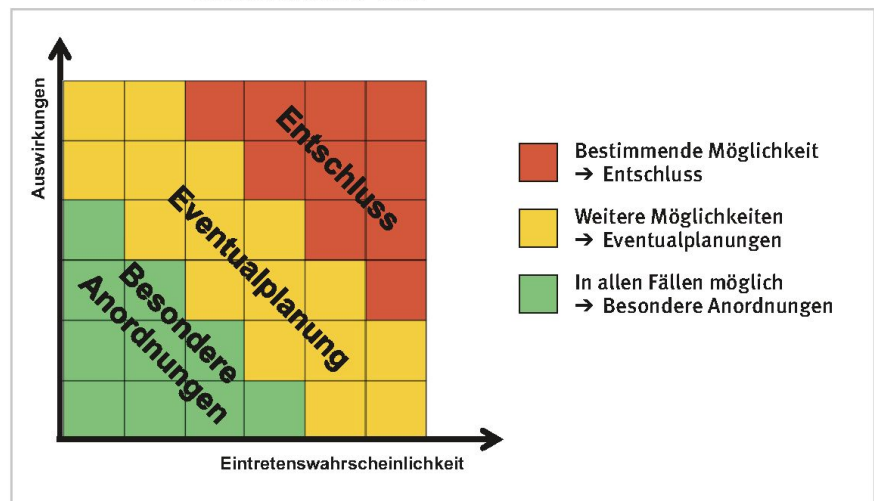 Auswirkungen
Entschluss
Eventualplanung
Besondere
Anordnungen
Eintretenswahrscheinlichkeit
Bestimmende Möglichkeit
➔ Entschluss
Weitere Möglichkeiten
➔ Eventualplanungen
In allen Fällen möglich
➔ Besondere Anordnungen